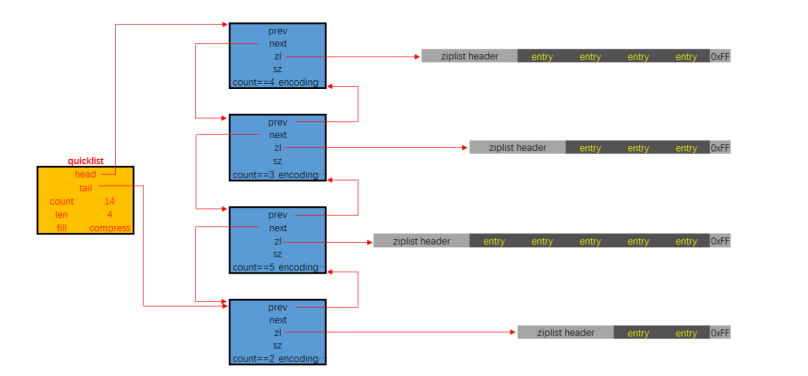 prev
next
zl
sz
count==4 encoding
ziplist header entry entry entry entry 0xFF
prev
next
zl
sz
count==3 encoding
ziplist header entry entry entry 0xFF
quicklist
head
tail
count 14
len 4
fill compress
prev
next
zl
sz
count==5 encoding
ziplist header entry entry entry entry entry 0xFF
prev
next
zl
sz
count==2 encoding
ziplist header entry entry 0xFF